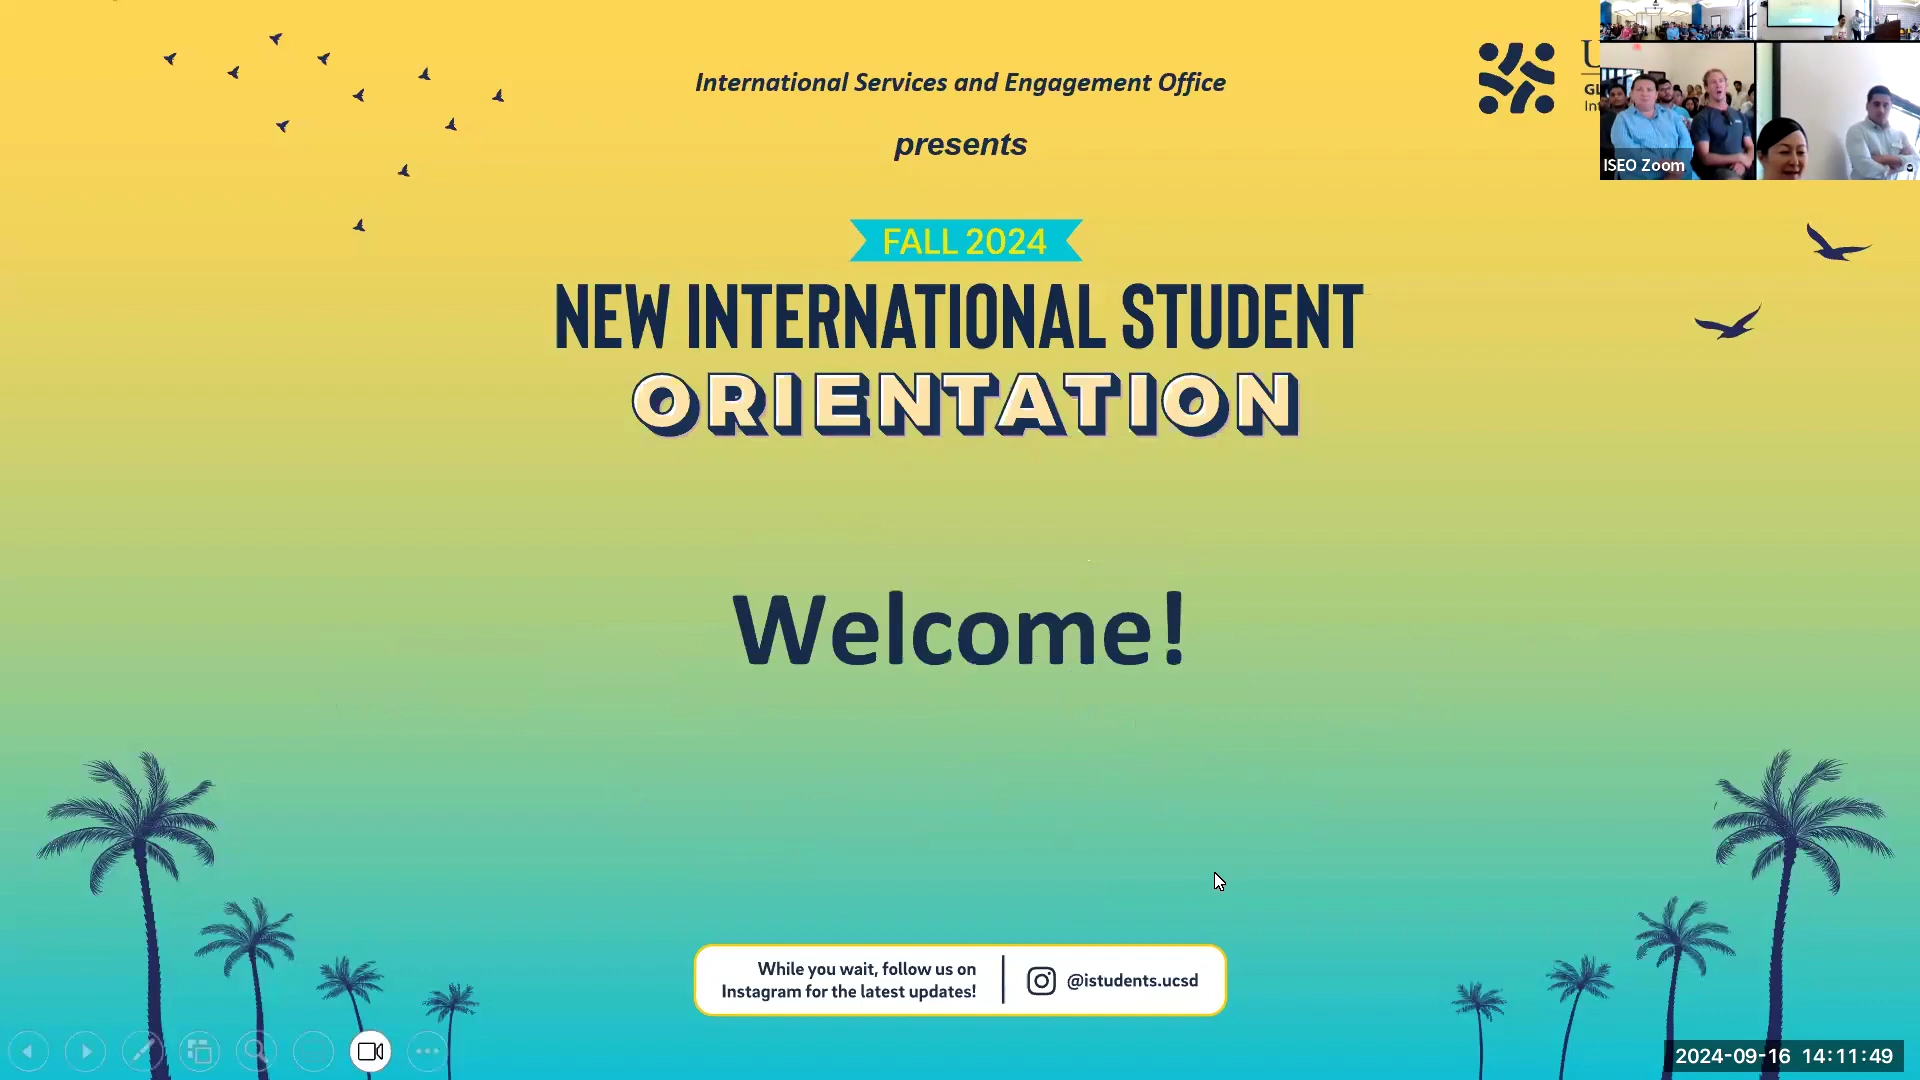 International Services and Engagement Office
presents
FALL 2024
NEW INTERNATIONAL STUDENT
ORIENTATION
Welcome!
While you wait, follow us on
Instagram for the latest updates!
@istudents.ucsd
ISEO Zoom
2024-09-16 14:11:49